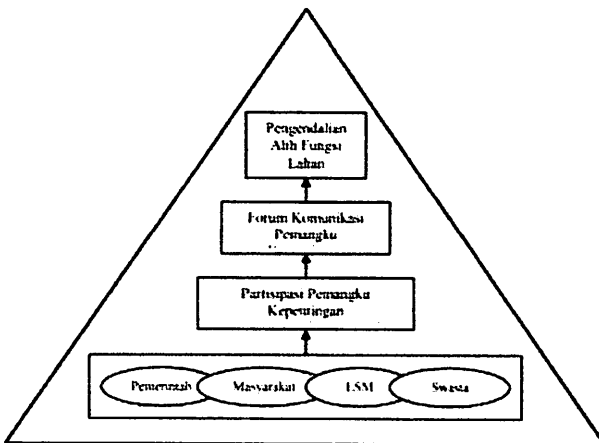 Pengendalian
Alih Fungsi
Lahan
Forum Komunikasi
Pemangku
Partisipasi Pemangku
Kepentingan
Pemerintah Masyarakat LSM Swasta